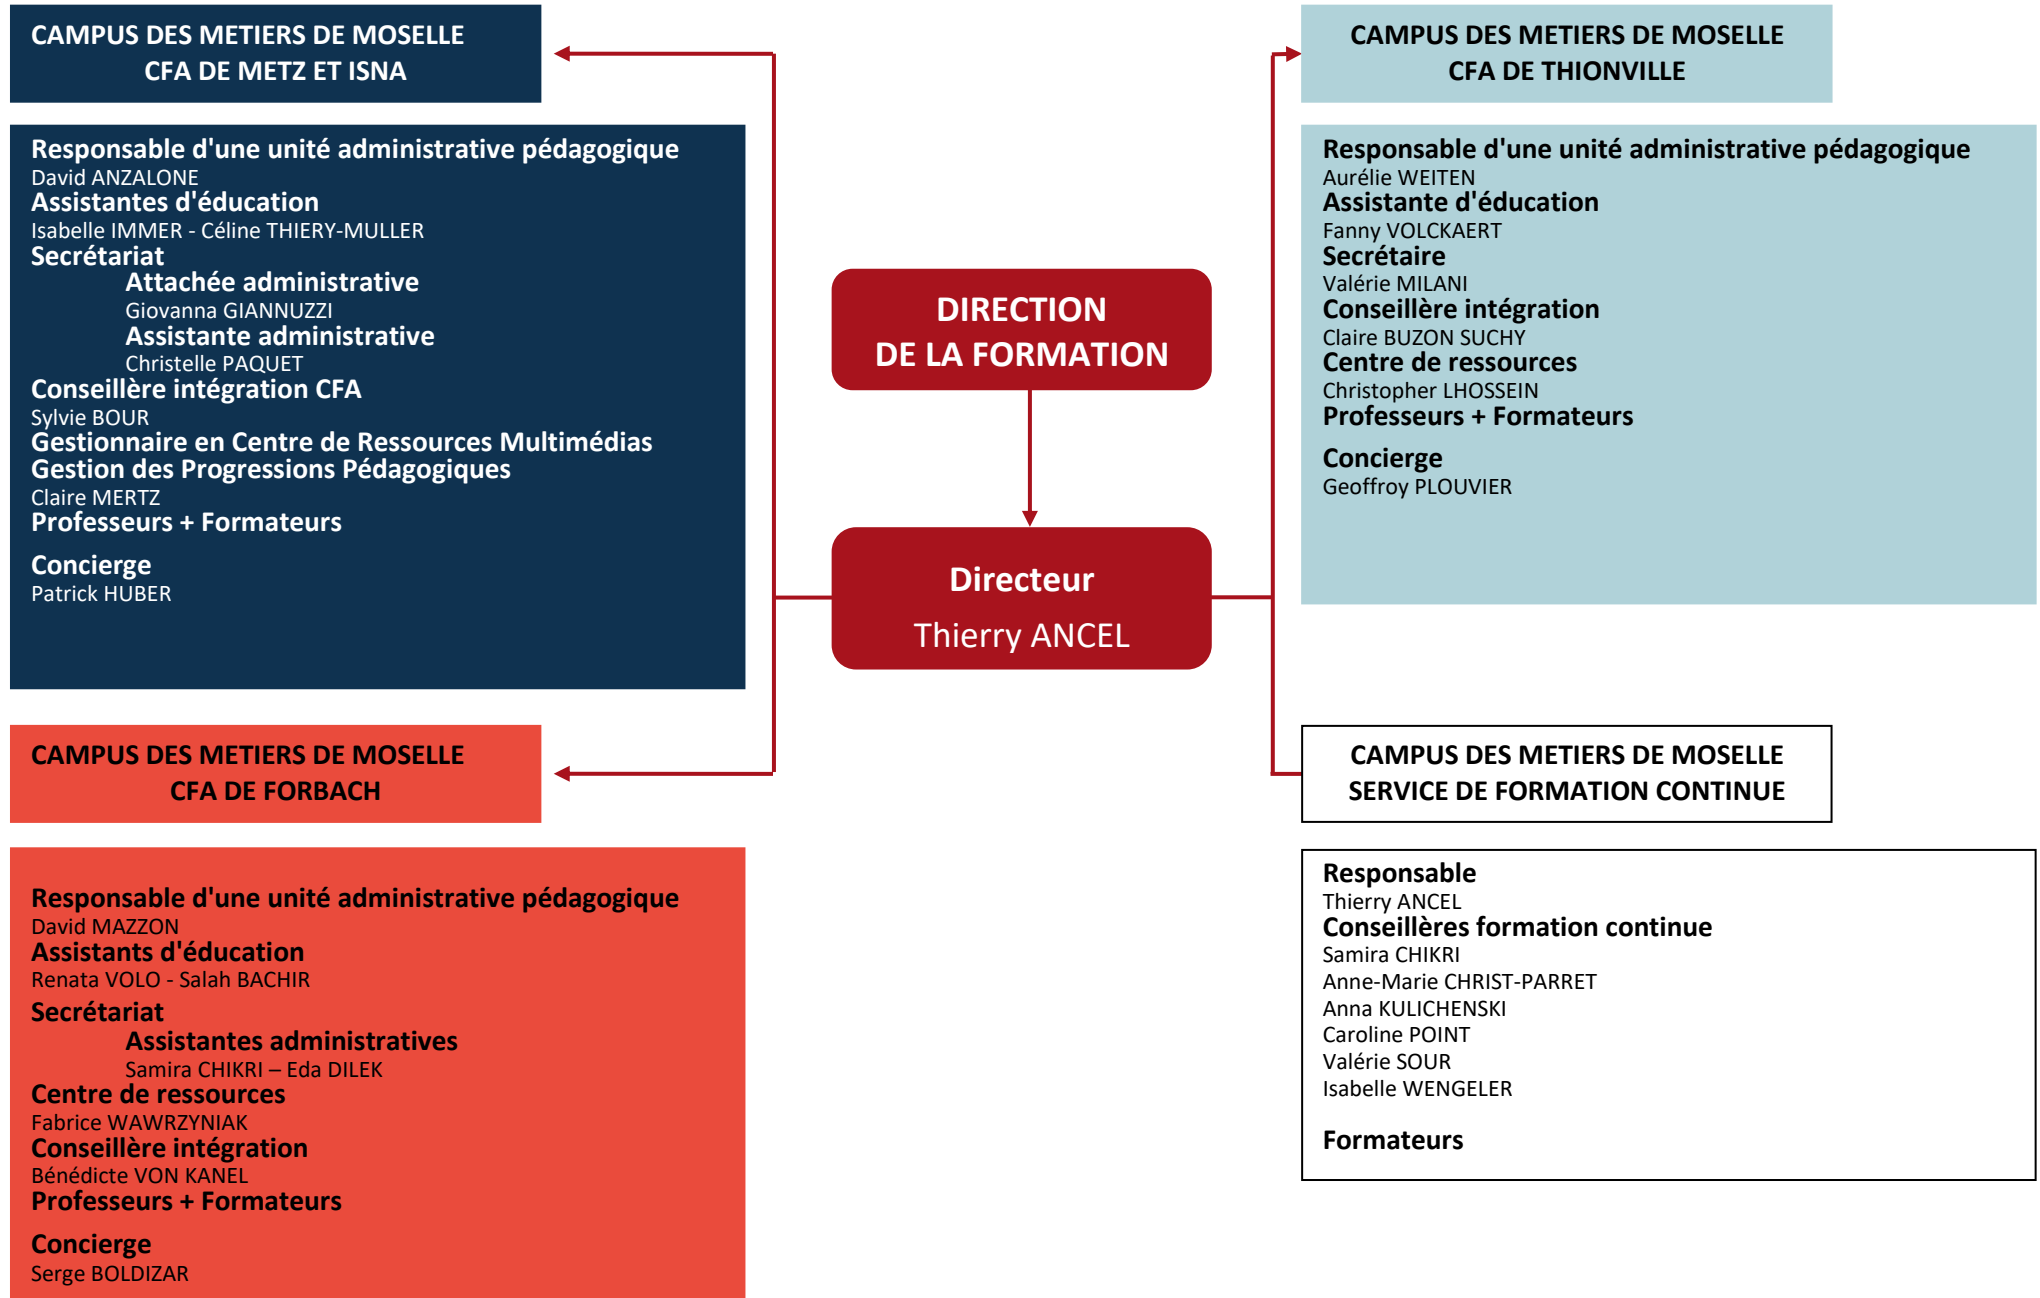 CAMPUS DES METIERS DE MOSELLE
CFA DE METZ ET ISNA
Responsable d'une unité administrative pédagogique
David ANZALONE
Assistantes d'éducation
Isabelle IMMER - Céline THIERY-MULLER
Secrétariat
Attachée administrative
Giovanna GIANNUZZI
Assistante administrative
Christelle PAQUET
Conseillère intégration CFA
Sylvie BOUR
Gestionnaire en Centre de Ressources Multimédias
Gestion des Progressions Pédagogiques
Claire MERTZ
Professeurs + Formateurs
Concierge
Patrick HUBER
DIRECTION
DE LA FORMATION
Directeur
Thierry ANCEL
CAMPUS DES METIERS DE MOSELLE
CFA DE THIONVILLE
Responsable d'une unité administrative pédagogique
Aurélie WEITEN
Assistante d'éducation
Fanny VOLCKAERT
Secrétaire
Valérie MILANI
Conseillère intégration
Claire BUZON SUCHY
Centre de ressources
Christopher LHOSSEIN
Professeurs + Formateurs
Concierge
Geoffroy PLOUVIER
CAMPUS DES METIERS DE MOSELLE
CFA DE FORBACH
Responsable d'une unité administrative pédagogique
David MAZZON
Assistants d'éducation
Renata VOLO - Salah BACHIR
Secrétariat
Assistantes administratives
Samira CHIKRI – Eda DILEK
Centre de ressources
Fabrice WAWRZYNIAK
Conseillère intégration
Bénédicte VON KANEL
Professeurs + Formateurs
Concierge
Serge BOLDIZAR
CAMPUS DES METIERS DE MOSELLE
SERVICE DE FORMATION CONTINUE
Responsable
Thierry ANCEL
Conseillères formation continue
Samira CHIKRI
Anne-Marie CHRIST-PARRET
Anna KULICHENSKI
Caroline POINT
Valérie SOUR
Isabelle WENGELER
Formateurs